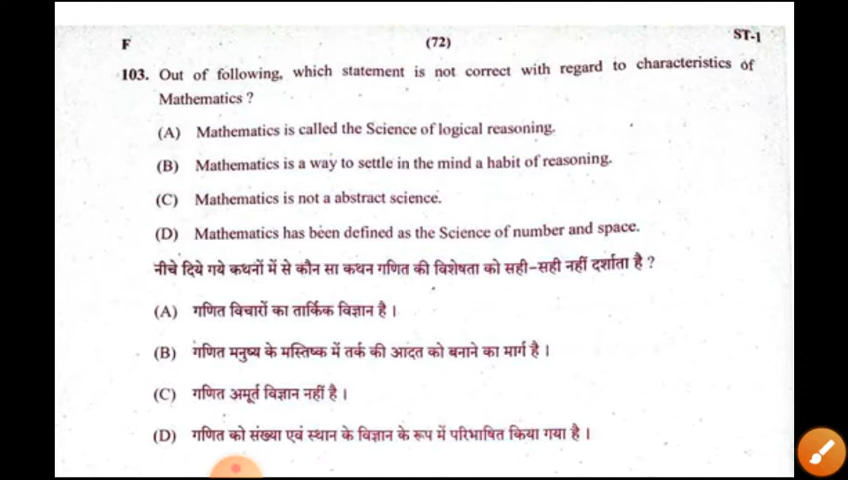 F (72) ST-1
103. Out of following, which statement is not correct with regard to characteristics of
Mathematics ?
(A) Mathematics is called the Science of logical reasoning.
(B) Mathematics is a way to settle in the mind a habit of reasoning.
(C) Mathematics is not a abstract science.
(D) Mathematics has been defined as the Science of number and space.
नीचे दिये गये कथनों में से कौन सा कथन गणित की विशेषता को सही-सही नहीं दर्शाता है ?
(A) गणित विचारों का तार्किक विज्ञान है ।
(B) गणित मनुष्य के मस्तिष्क में तर्क की आदत को बनाने का मार्ग है ।
(C) गणित अमूर्त विज्ञान नहीं है ।
(D) गणित को संख्या एवं स्थान के विज्ञान के रूप में परिभाषित किया गया है ।